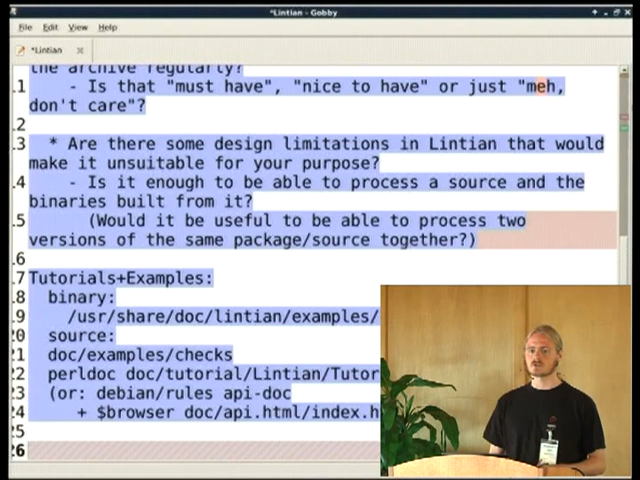 *Lintian - Gobby
File Edit View Help
*Lintian
the archive regularly?
.1 - Is that "must have", "nice to have" or just "meh,
don't care"?
.2
.3 * Are there some design limitations in Lintian that would
make it unsuitable for your purpose?
.4 - Is it enough to be able to process a source and the
binaries built from it?
.5 (Would it be useful to be able to process two
versions of the same package/source together?)
.6
.7 Tutorials+Examples:
.8 binary:
.9 /usr/share/doc/lintian/examples/
20 source:
21 doc/examples/checks
22 perldoc doc/tutorial/Lintian/Tutor
23 (or: debian/rules api-doc
24 + $browser doc/api.html/index.h
25
26